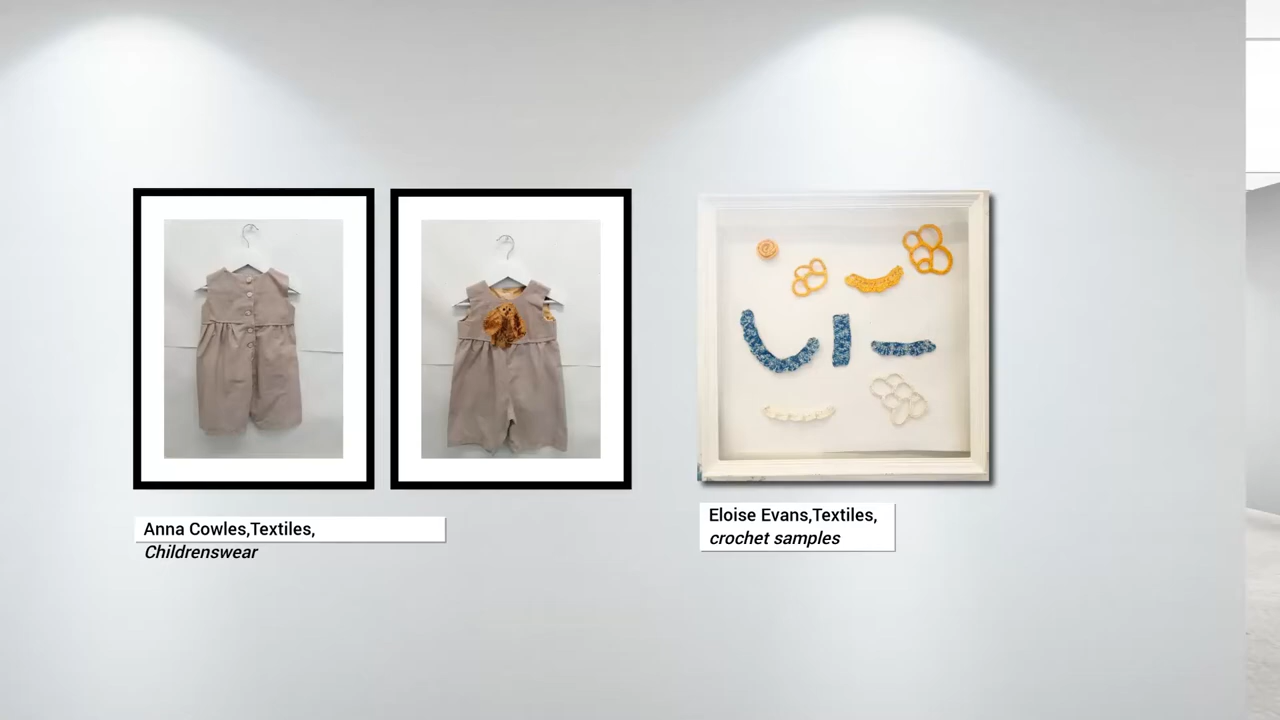 Anna Cowles,Textiles,
Childrenswear
Eloise Evans,Textiles,
crochet samples